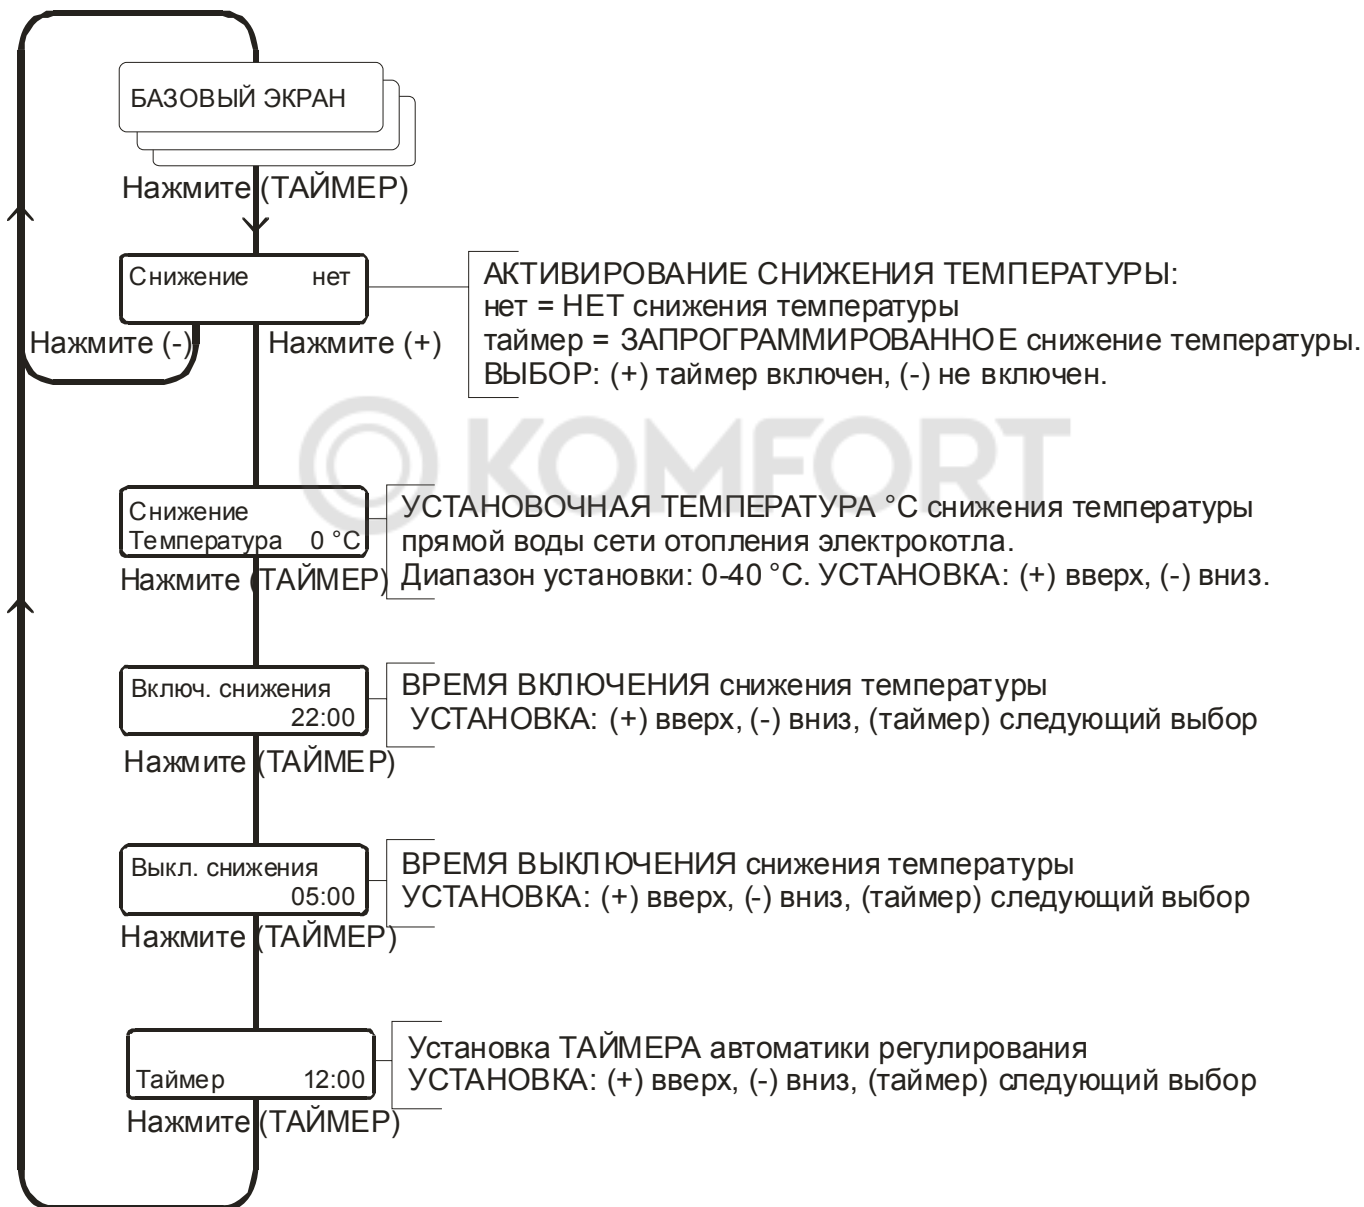 БАЗОВЫЙ ЭКРАН
Нажмите (ТАЙМЕР)
Снижение нет
АКТИВИРОВАНИЕ СНИЖЕНИЯ ТЕМПЕРАТУРЫ:
нет = НЕТ снижения температуры
таймер = ЗАПРОГРАММИРОВАННОЕ снижение температуры.
ВЫБОР: (+) таймер включен, (-) не включен.
Нажмите (-)
Нажмите (+)
KOMFORT
Снижение
Температура 0 °C
УСТАНОВОЧНАЯ ТЕМПЕРАТУРА °C снижения температуры
прямой воды сети отопления электрокотла.
Диапазон установки: 0-40 °C. УСТАНОВКА: (+) вверх, (-) вниз.
Нажмите (ТАЙМЕР)
Включ. снижения
22:00
ВРЕМЯ ВКЛЮЧЕНИЯ снижения температуры
УСТАНОВКА: (+) вверх, (-) вниз, (таймер) следующий выбор
Нажмите (ТАЙМЕР)
Выкл. снижения
05:00
ВРЕМЯ ВЫКЛЮЧЕНИЯ снижения температуры
УСТАНОВКА: (+) вверх, (-) вниз, (таймер) следующий выбор
Нажмите (ТАЙМЕР)
Таймер 12:00
Установка ТАЙМЕРА автоматики регулирования
УСТАНОВКА: (+) вверх, (-) вниз, (таймер) следующий выбор
Нажмите (ТАЙМЕР)